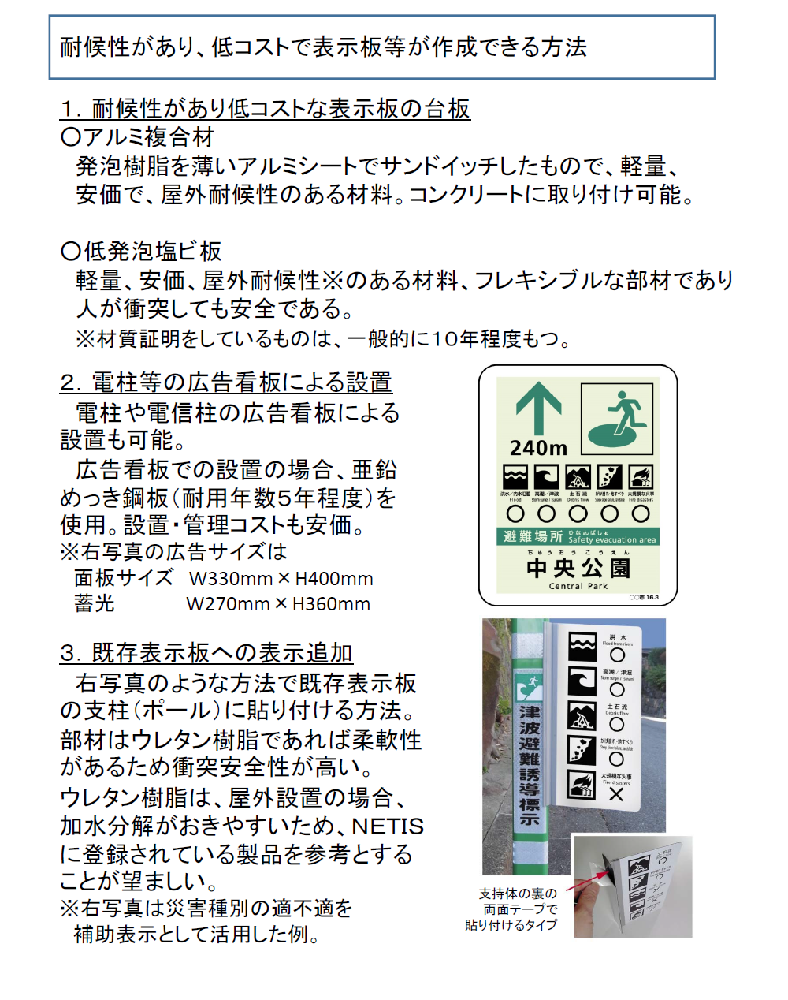 耐候性があり、低コストで表示板等が作成できる方法
１．耐候性があり低コストな表示板の台板
〇アルミ複合材
発泡樹脂を薄いアルミシートでサンドイッチしたもので、軽量、
安価で、屋外耐候性のある材料。コンクリートに取り付け可能。
〇低発泡塩ビ板
軽量、安価、屋外耐候性※のある材料、フレキシブルな部材であり
人が衝突しても安全である。
※材質証明をしているものは、一般的に１０年程度もつ。
２．電柱等の広告看板による設置
電柱や電信柱の広告看板による
設置も可能。
広告看板での設置の場合、亜鉛
めっき鋼板（耐用年数５年程度）を
使用。設置・管理コストも安価。
※右写真の広告サイズは
面板サイズ W330mm×H400mm
蓄光 W270mm×H360mm
240m
洪水／内水氾濫 高潮／津波 土石流 がけ崩れ・地すべり 大規模な火事
Flood Storm surges / Tsunami Debris flow Steep slope failure, landslide Fire disasters
避難場所 ひなんばしょ
Safety evacuation area
ちゅうおうこうえん
中央公園
Central Park
〇〇市 16.3
３．既存表示板への表示追加
右写真のような方法で既存表示板
の支柱（ポール）に貼り付ける方法。
部材はウレタン樹脂であれば柔軟性
があるため衝突安全性が高い。
ウレタン樹脂は、屋外設置の場合、
加水分解がおきやすいため、NETIS
に登録されている製品を参考とする
ことが望ましい。
※右写真は災害種別の適不適を
補助表示として活用した例。
津波避難誘導標示
洪水
Flood from rivers
高潮／津波
Storm surges / Tsunami
土石流
Debris flow
がけ崩れ・地すべり
Steep slope failure, landslide
大規模な火事
Fire disasters
支持体の裏の
両面テープで
貼り付けるタイプ
土石流